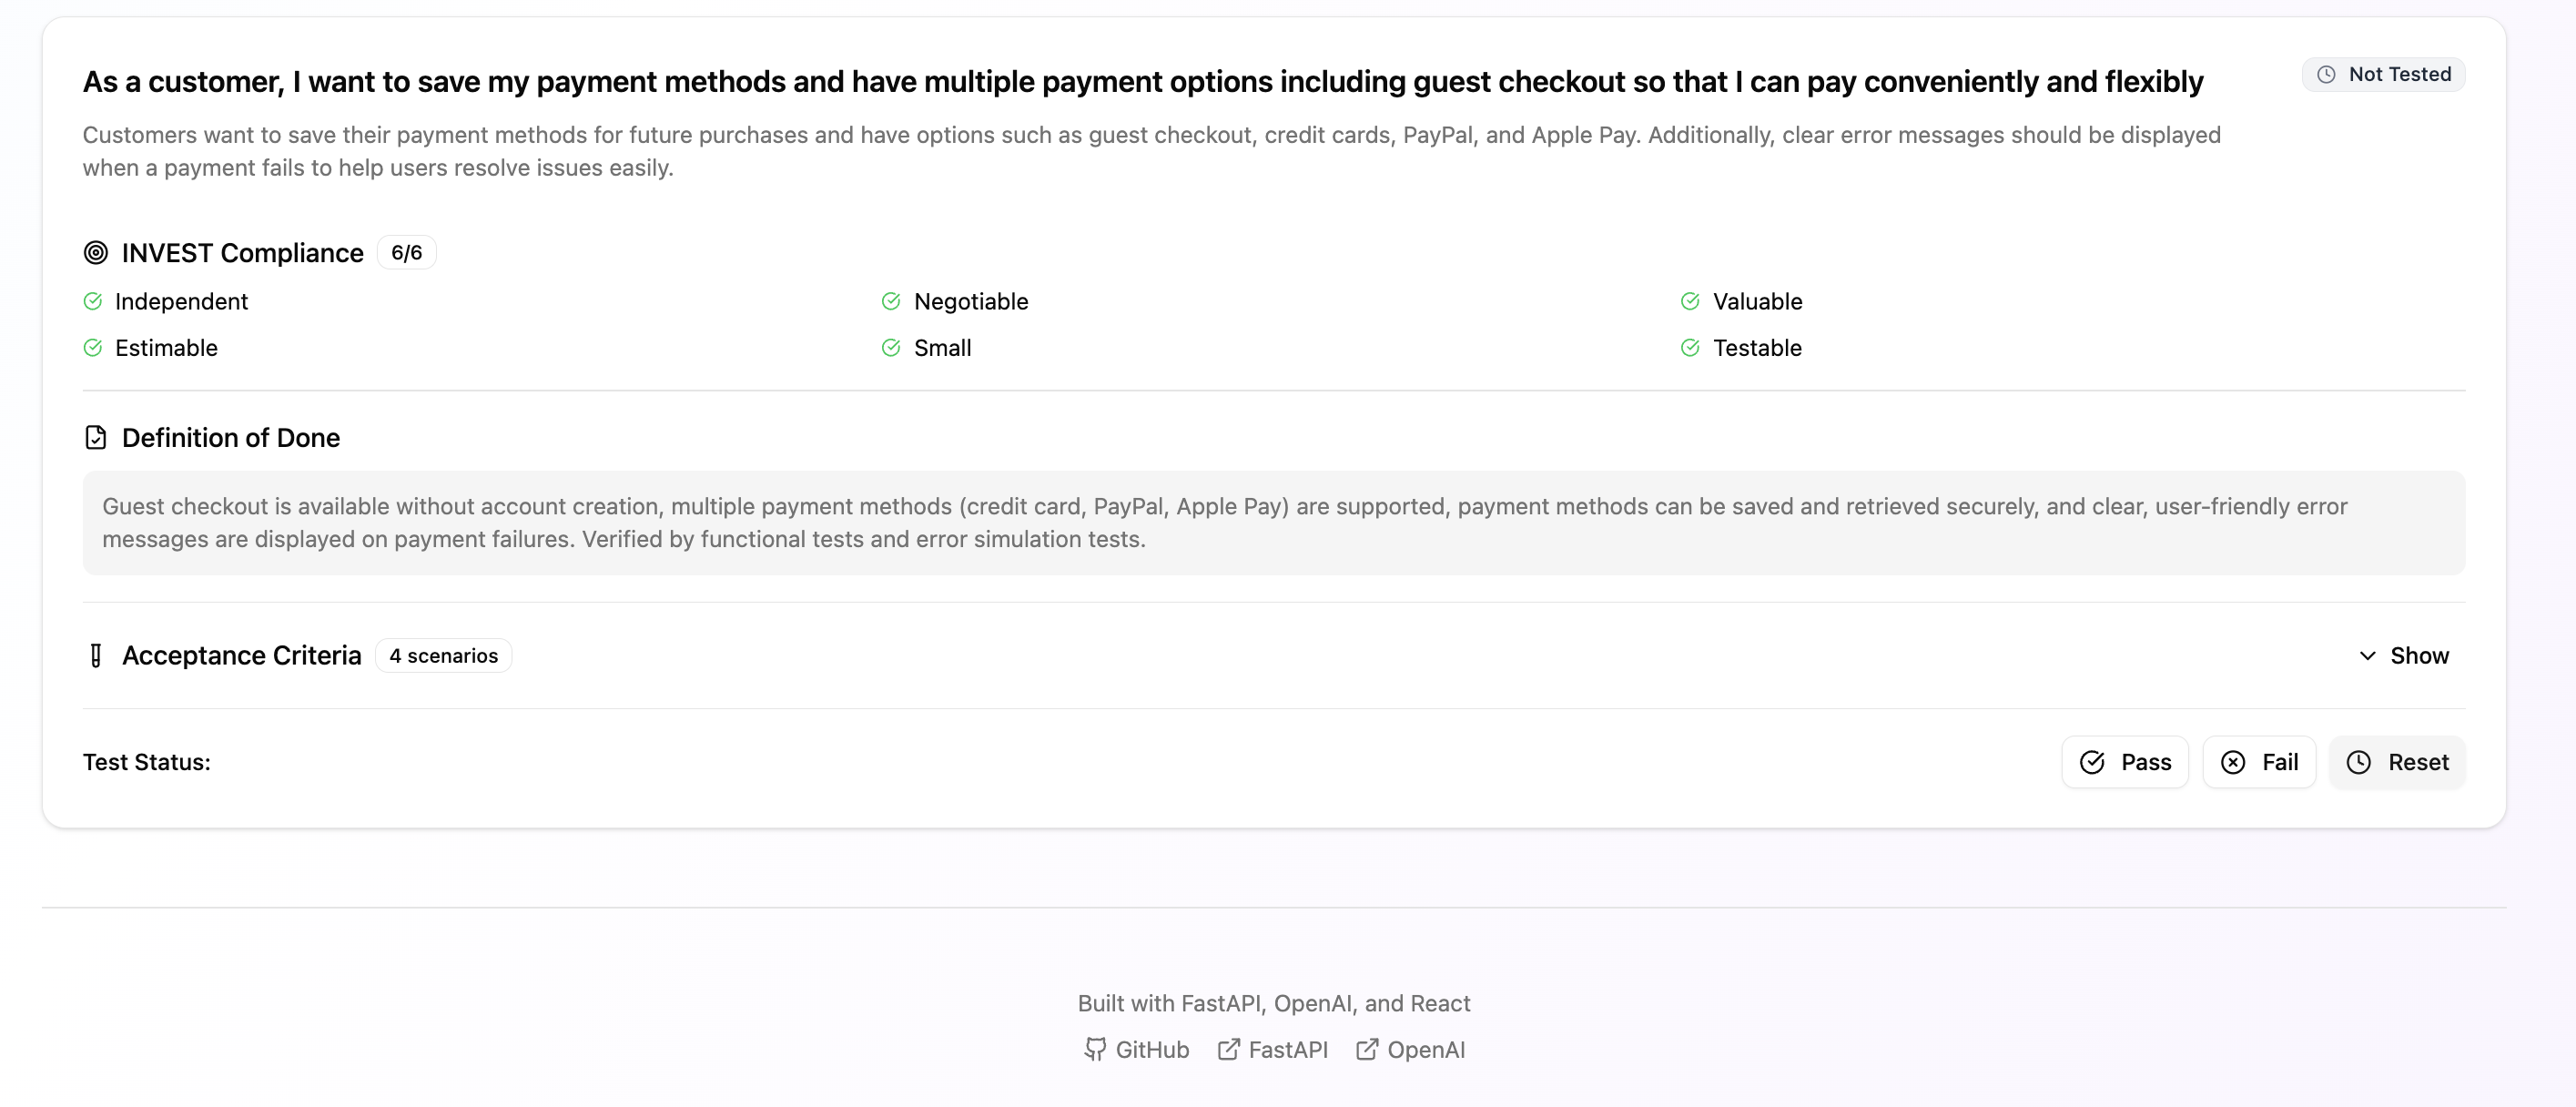 As a customer, I want to save my payment methods and have multiple payment options including guest checkout so that I can pay conveniently and flexibly
Not Tested
Customers want to save their payment methods for future purchases and have options such as guest checkout, credit cards, PayPal, and Apple Pay. Additionally, clear error messages should be displayed
when a payment fails to help users resolve issues easily.
INVEST Compliance 6/6
Independent Negotiable Valuable
Estimable Small Testable
Definition of Done
Guest checkout is available without account creation, multiple payment methods (credit card, PayPal, Apple Pay) are supported, payment methods can be saved and retrieved securely, and clear, user-friendly error
messages are displayed on payment failures. Verified by functional tests and error simulation tests.
Acceptance Criteria 4 scenarios Show
Test Status: Pass Fail Reset
Built with FastAPI, OpenAI, and React
GitHub FastAPI OpenAI